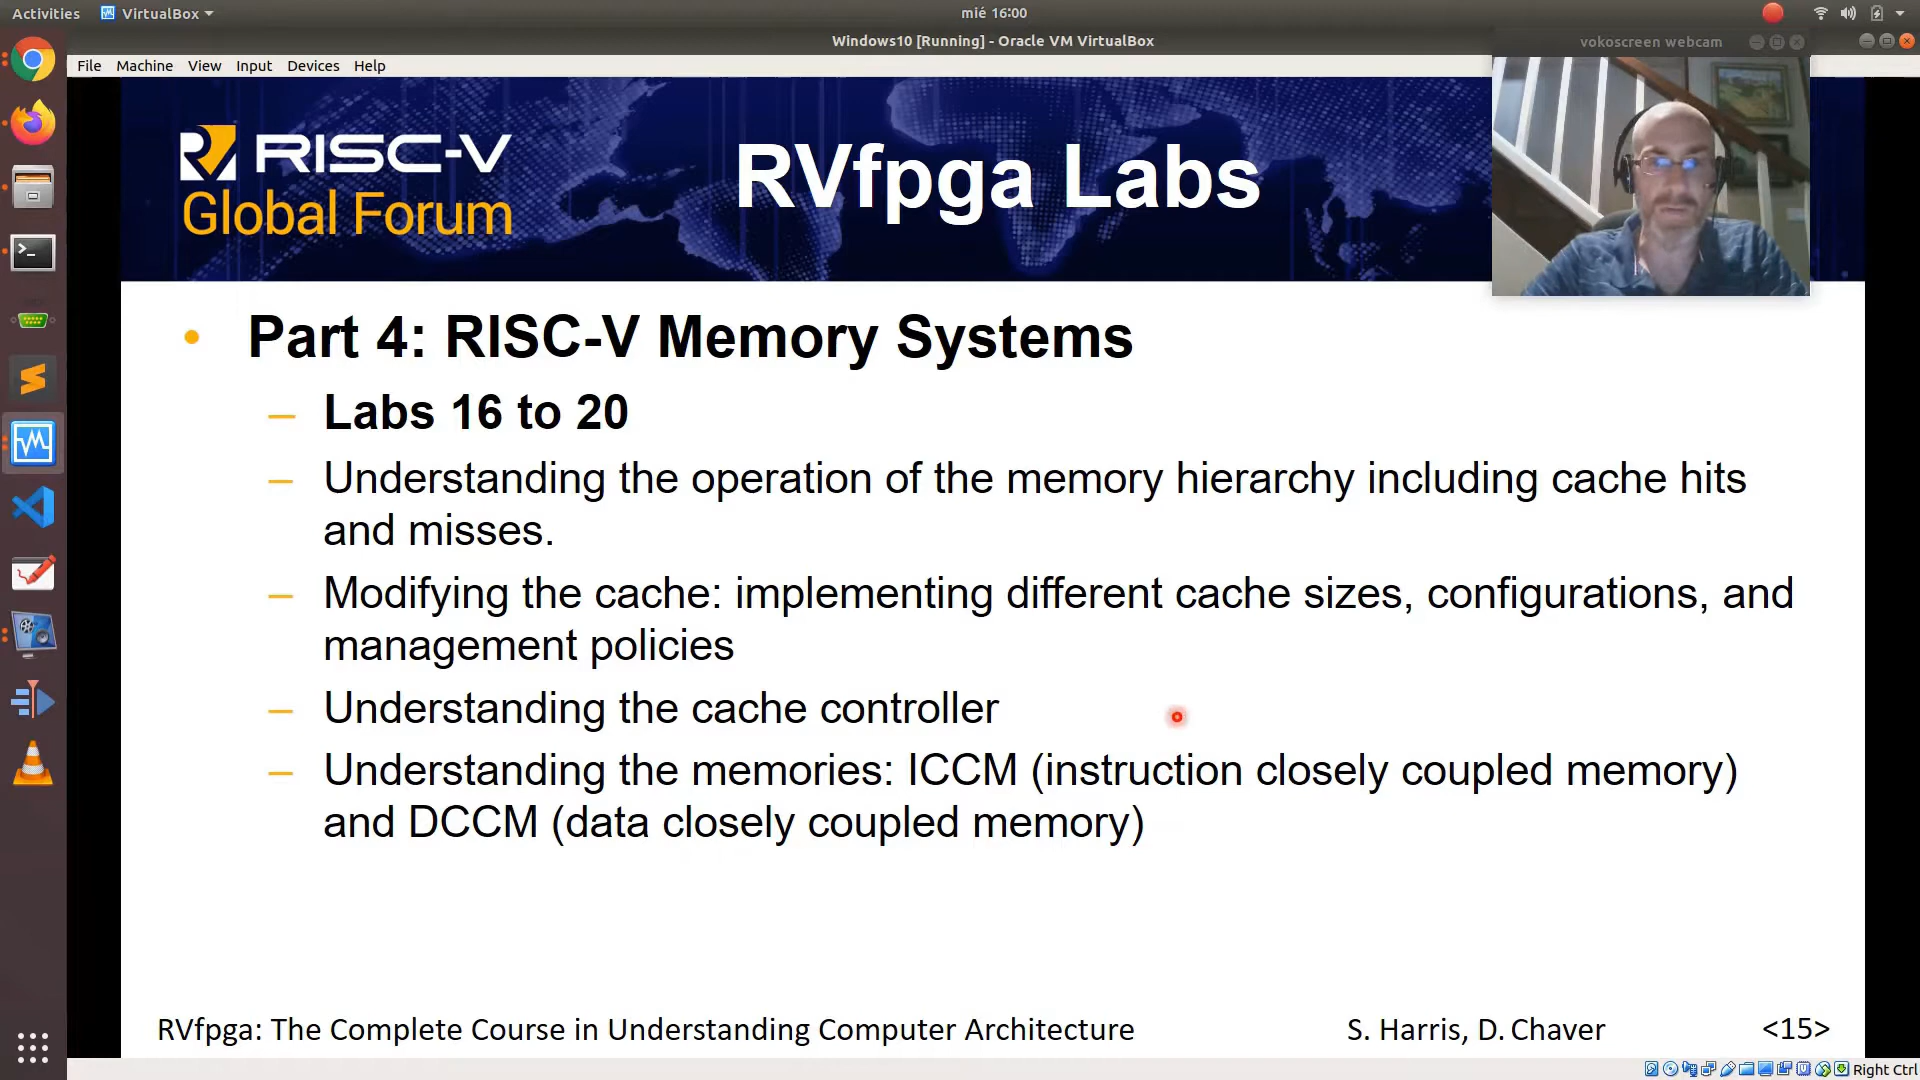 Activities VirtualBox mié 16:00
Windows10 [Running] - Oracle VM VirtualBox
vokoscreen webcam
File Machine View Input Devices Help
RISC-V
Global Forum
RVfpga Labs
• Part 4: RISC-V Memory Systems
– Labs 16 to 20
– Understanding the operation of the memory hierarchy including cache hits
and misses.
– Modifying the cache: implementing different cache sizes, configurations, and
management policies
– Understanding the cache controller
– Understanding the memories: ICCM (instruction closely coupled memory)
and DCCM (data closely coupled memory)
RVfpga: The Complete Course in Understanding Computer Architecture S. Harris, D. Chaver <15>
Right Ctrl